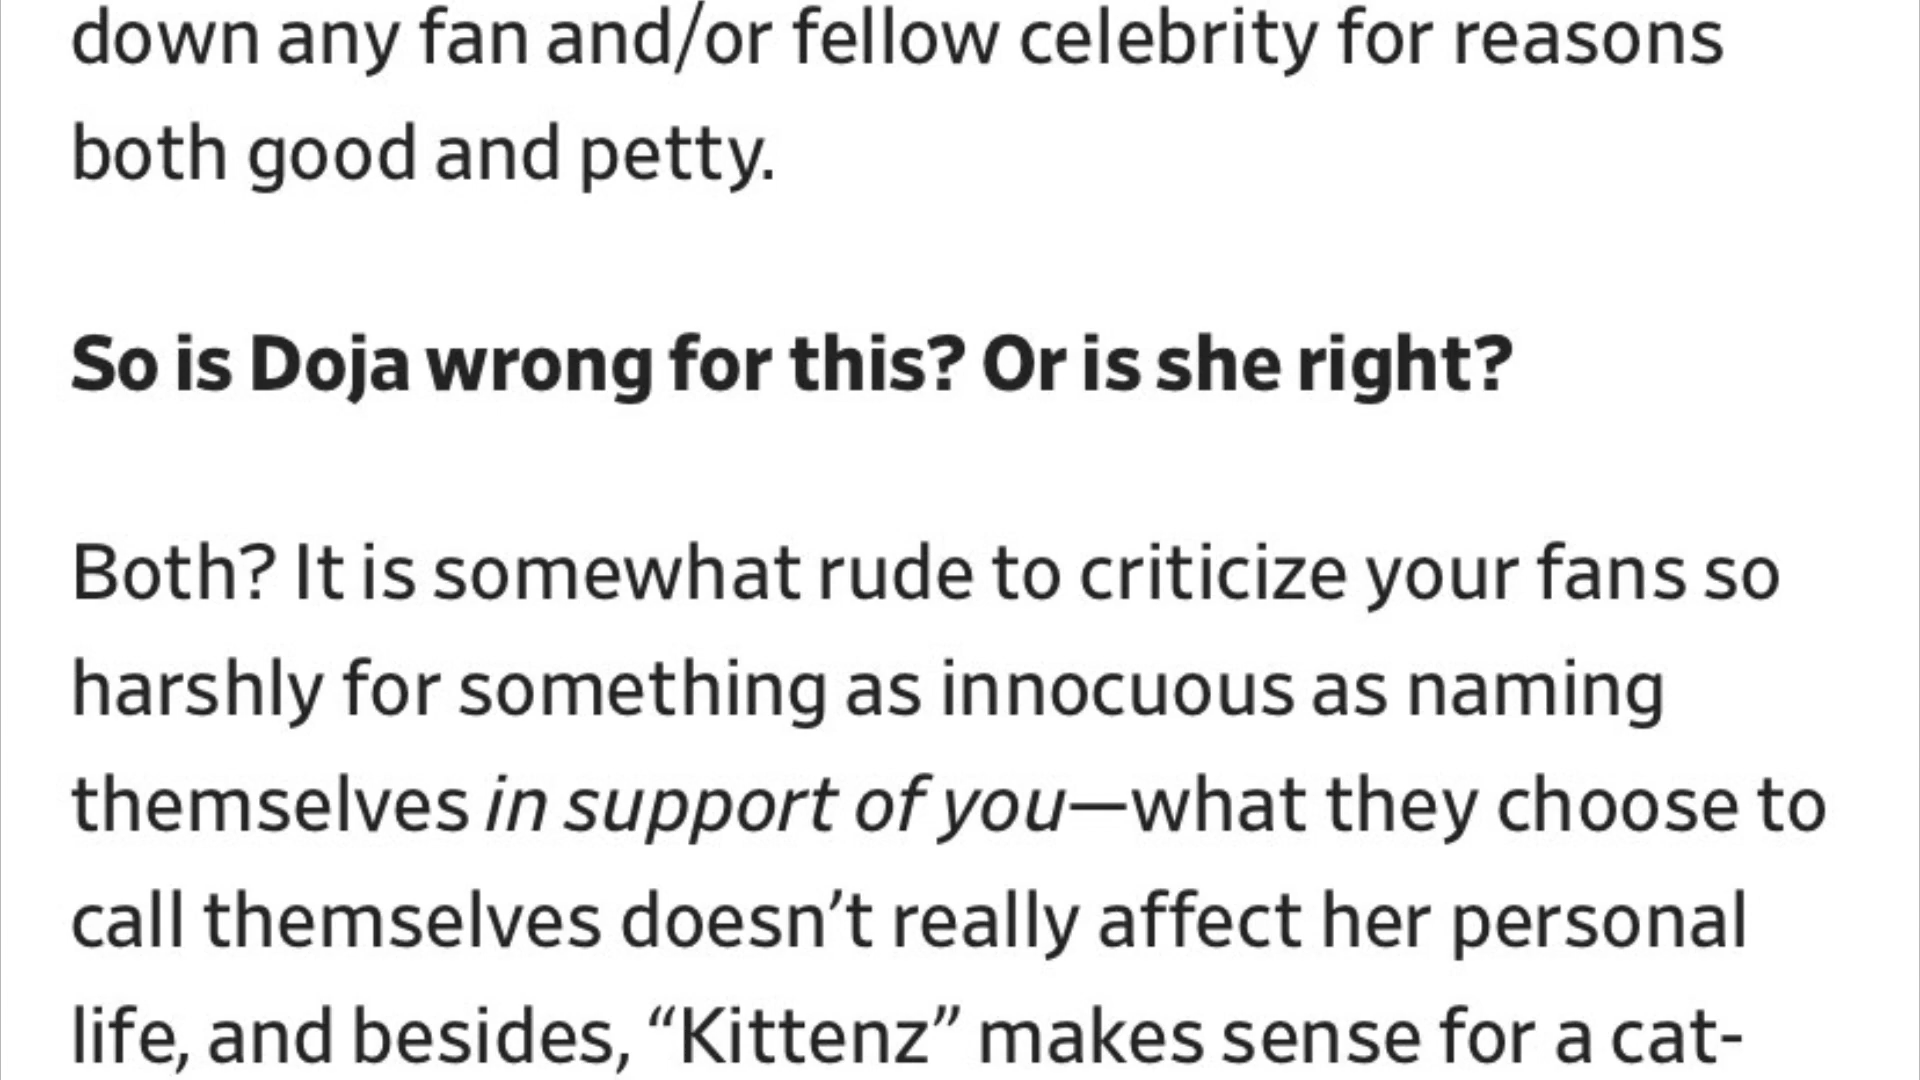 down any fan and/or fellow celebrity for reasons
both good and petty.
So is Doja wrong for this? Or is she right?
Both? It is somewhat rude to criticize your fans so
harshly for something as innocuous as naming
themselves in support of you—what they choose to
call themselves doesn’t really affect her personal
life, and besides, “Kittenz” makes sense for a cat-